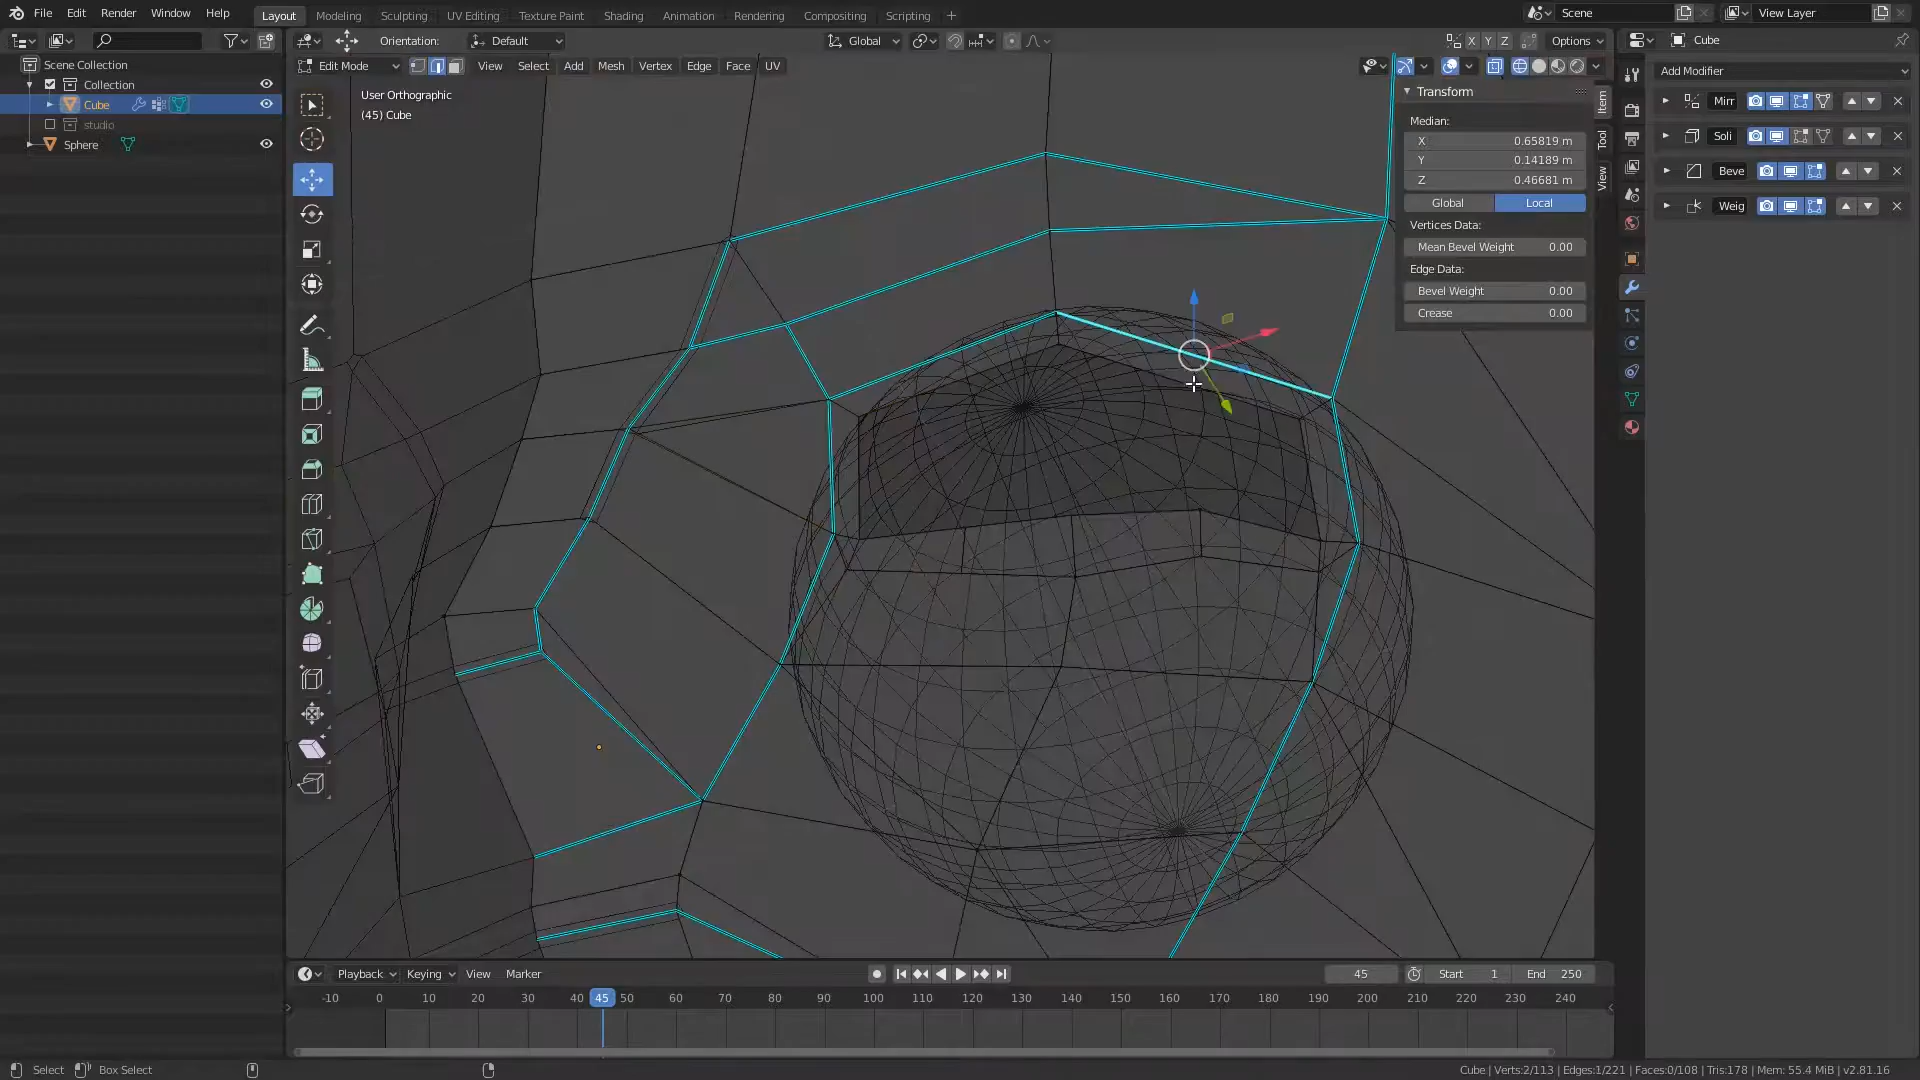 File Edit Render Window Help
Layout Modeling Sculpting UV Editing Texture Paint Shading Animation Rendering Compositing Scripting +
Scene
View Layer
Orientation: Default
Global
X Y Z
Options
Cube
Scene Collection
Collection
Cube
studio
Sphere
Edit Mode View Select Add Mesh Vertex Edge Face UV
User Orthographic
(45) Cube
Transform
Median:
X 0.65819 m
Y 0.14189 m
Z 0.46681 m
Global Local
Vertices Data:
Mean Bevel Weight 0.00
Edge Data:
Bevel Weight 0.00
Crease 0.00
Item
Tool
View
Add Modifier
Mirr
Soli
Beve
Weig
Playback Keying View Marker
45 Start 1 End 250
-10 0 10 20 30 40 45 50 60 70 80 90 100 110 120 130 140 150 160 170 180 190 200 210 220 230 240
Select Box Select
Cube | Verts:2/113 | Edges:1/221 | Faces:0/108 | Tris:178 | Mem: 55.4 MiB | v2.81.16